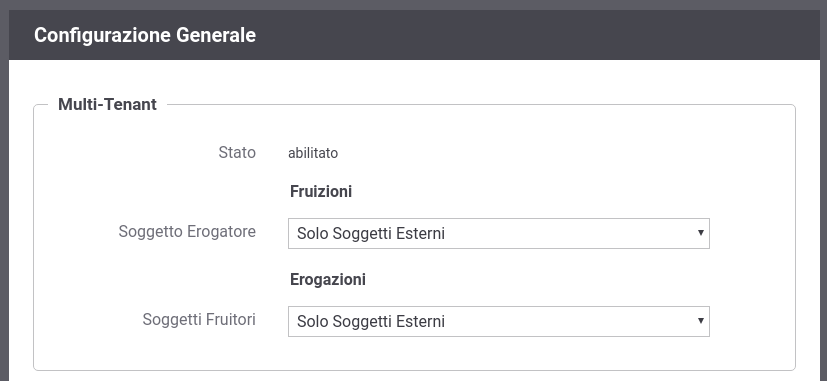 Configurazione Generale
Multi-Tenant
Stato abilitato
Fruizioni
Soggetto Erogatore Solo Soggetti Esterni
Erogazioni
Soggetti Fruitori Solo Soggetti Esterni